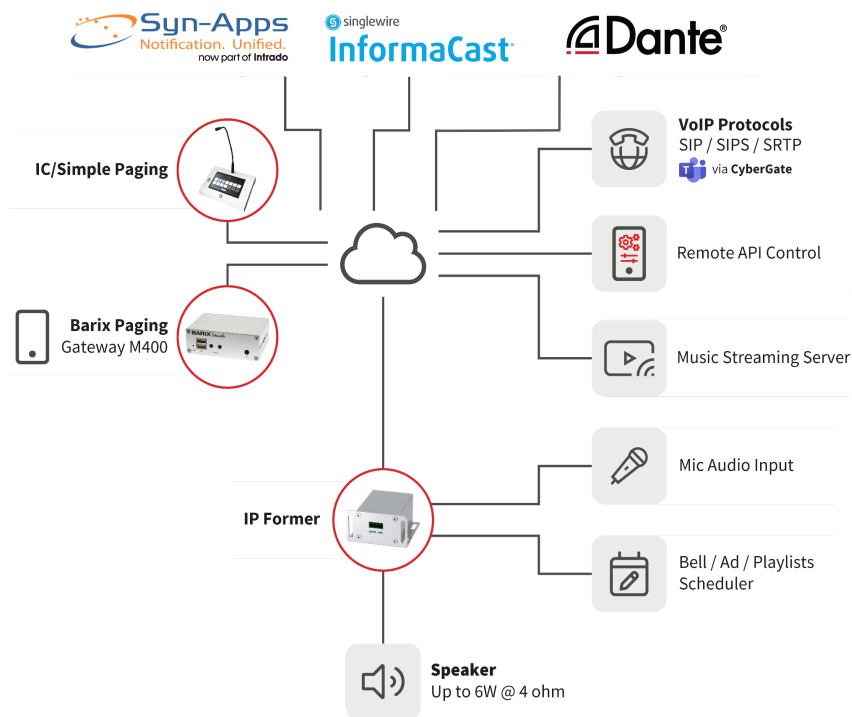 Syn-Apps
Notification. Unified.
now part of Intrado
singlewire
InformaCast
Dante®
IC/Simple Paging
VoIP Protocols
SIP / SIPS / SRTP
T via CyberGate
Remote API Control
Barix Paging
Gateway M400
BARIX
Music Streaming Server
Mic Audio Input
IP Former
Bell / Ad / Playlists
Scheduler
Speaker
Up to 6W @ 4 ohm